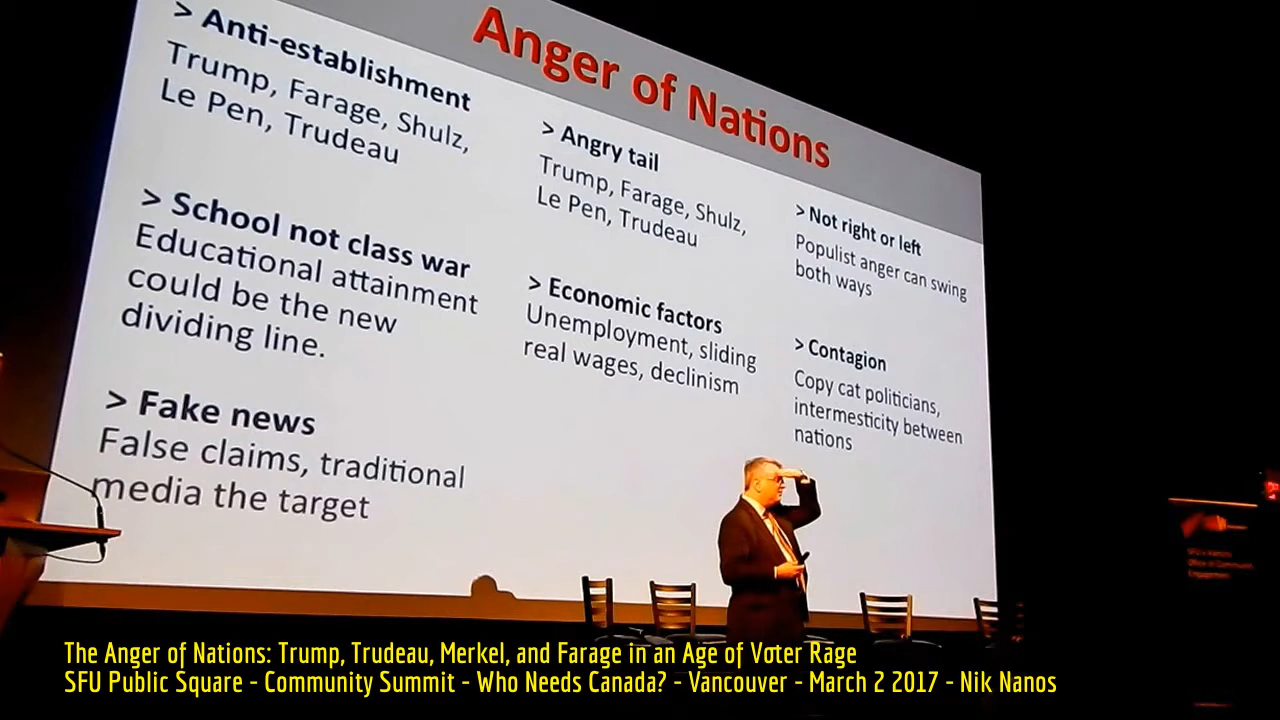 Anger of Nations
> Anti-establishment
Trump, Farage, Shulz,
Le Pen, Trudeau
> School not class war
Educational attainment
could be the new
dividing line.
> Fake news
False claims, traditional
media the target
> Angry tail
Trump, Farage, Shulz,
Le Pen, Trudeau
> Economic factors
Unemployment, sliding
real wages, declinism
> Not right or left
Populist anger can swing
both ways
> Contagion
Copy cat politicians,
intermesticity between
nations
The Anger of Nations: Trump, Trudeau, Merkel, and Farage in an Age of Voter Rage
SFU Public Square - Community Summit - Who Needs Canada? - Vancouver - March 2 2017 - Nik Nanos